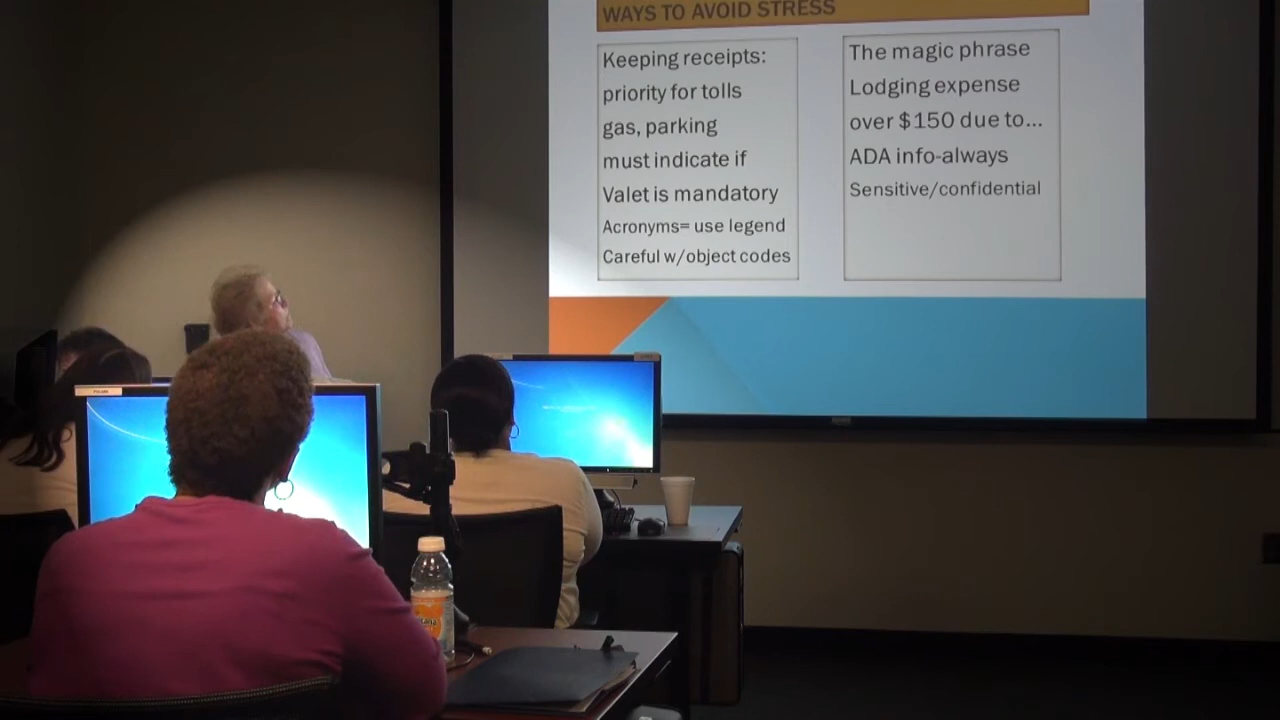 WAYS TO AVOID STRESS
Keeping receipts:
priority for tolls
gas, parking
must indicate if
Valet is mandatory
Acronyms= use legend
Careful w/object codes
The magic phrase
Lodging expense
over $150 due to...
ADA info-always
Sensitive/confidential